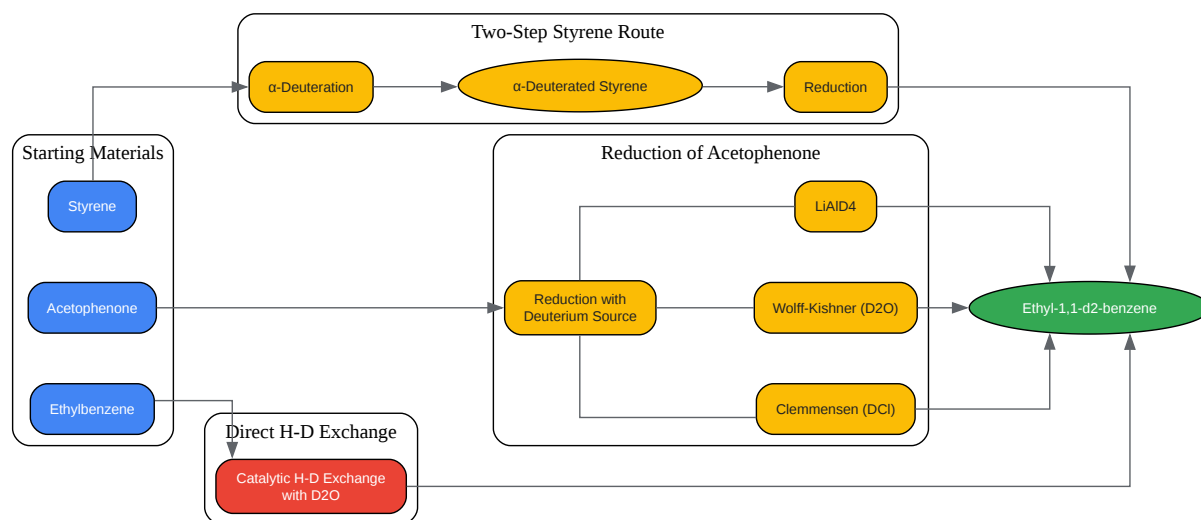 Two-Step Styrene Route
α-Deuteration
α-Deuterated Styrene
Reduction
Starting Materials
Styrene
Acetophenone
Ethylbenzene
Reduction of Acetophenone
LiAlD4
Reduction with
Deuterium Source
Wolff-Kishner (D2O)
Clemmensen (DCl)
Ethyl-1,1-d2-benzene
Direct H-D Exchange
Catalytic H-D Exchange
with D2O